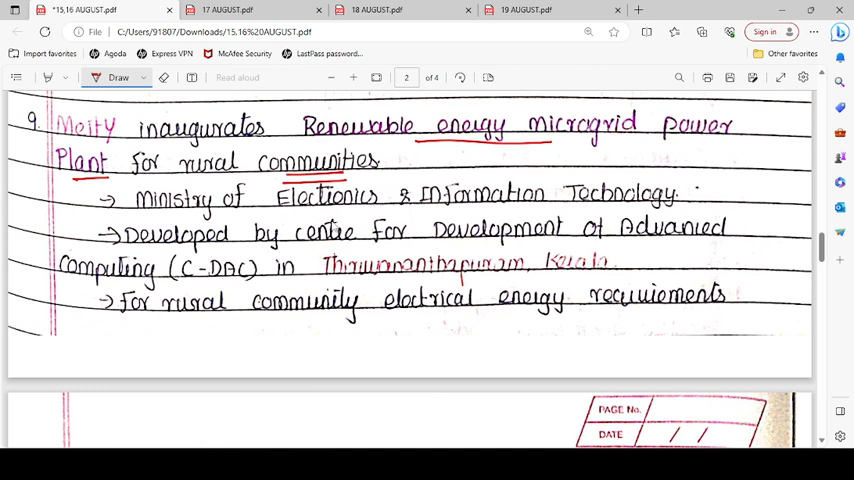 *15,16 AUGUST.pdf
17 AUGUST.pdf
18 AUGUST.pdf
19 AUGUST.pdf
File C:/Users/91807/Downloads/15.16%20AUGUST.pdf
Sign in
Import favorites Agoda Express VPN McAfee Security LastPass password... Other favorites
Draw Read aloud 2 of 4
9. Meity inaugurates Renewable energy microgrid power
Plant for rural communities
→ Ministry of Electionics & Information Technology.
→ Developed by centre for Development of Advanced
Computing (C-DAC) in Thiruvananthapuram, Kerala.
→ for rural community electrical energy requirements
PAGE No.
DATE / /